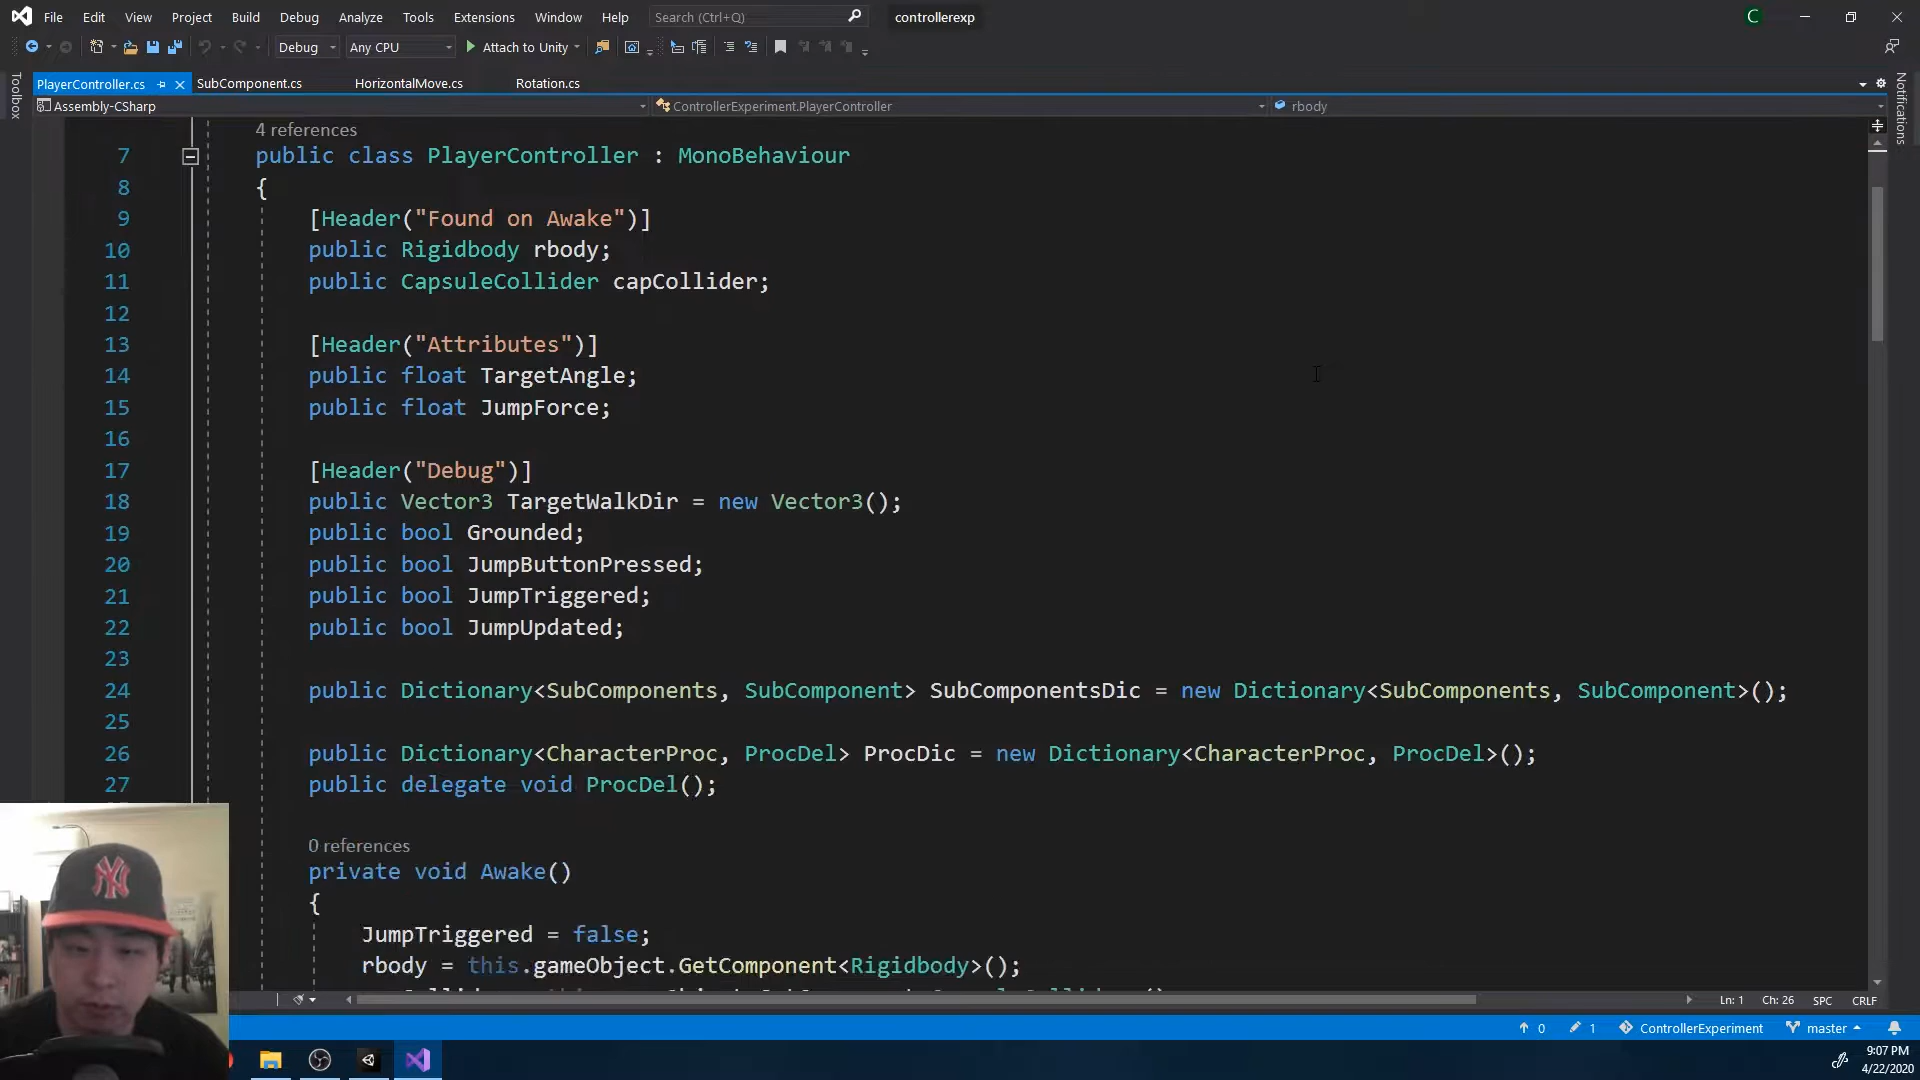 File Edit View Project Build Debug Analyze Tools Extensions Window Help Search (Ctrl+Q) controllerexp C
Debug Any CPU Attach to Unity
Toolbox
PlayerController.cs SubComponent.cs HorizontalMove.cs Rotation.cs
Notifications
Assembly-CSharp ControllerExperiment.PlayerController rbody
4 references
7 public class PlayerController : MonoBehaviour
8 {
9 [Header("Found on Awake")]
10 public Rigidbody rbody;
11 public CapsuleCollider capCollider;
12
13 [Header("Attributes")]
14 public float TargetAngle;
15 public float JumpForce;
16
17 [Header("Debug")]
18 public Vector3 TargetWalkDir = new Vector3();
19 public bool Grounded;
20 public bool JumpButtonPressed;
21 public bool JumpTriggered;
22 public bool JumpUpdated;
23
24 public Dictionary<SubComponents, SubComponent> SubComponentsDic = new Dictionary<SubComponents, SubComponent>();
25
26 public Dictionary<CharacterProc, ProcDel> ProcDic = new Dictionary<CharacterProc, ProcDel>();
27 public delegate void ProcDel();
0 references
private void Awake()
{
JumpTriggered = false;
rbody = this.gameObject.GetComponent<Rigidbody>();
Ln: 1 Ch: 26 SPC CRLF
0 1 ControllerExperiment master
9:07 PM
4/22/2020